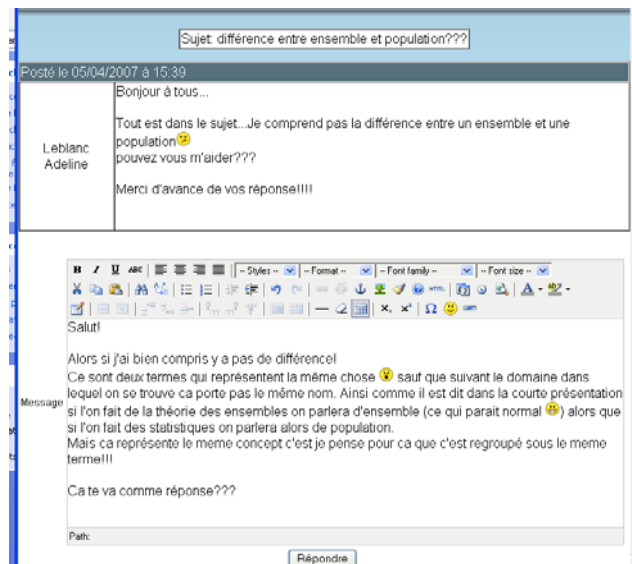 Sujet: différence entre ensemble et population???
Posté le 05/04/2007 à 15:39
Leblanc
Adeline
Bonjour à tous...
Tout est dans le sujet...Je comprend pas la différence entre un ensemble et une
population
pouvez vous m'aider???
Merci d'avance de vos réponse!!!!
B I U ABC -- Styles -- -- Format -- -- Font family -- -- Font size --
HTML
Message
Salut!
Alors si j'ai bien compris y a pas de différence!
Ce sont deux termes qui représentent la même chose sauf que suivant le domaine dans
lequel on se trouve ca porte pas le même nom. Ainsi comme il est dit dans la courte présentation
si l'on fait de la théorie des ensembles on parlera d'ensemble (ce qui parait normal ) alors que
si l'on fait des statistiques on parlera alors de population.
Mais ca représente le meme concept c'est je pense pour ca que c'est regroupé sous le meme
terme!!!
Ca te va comme réponse???
Path:
Répondre